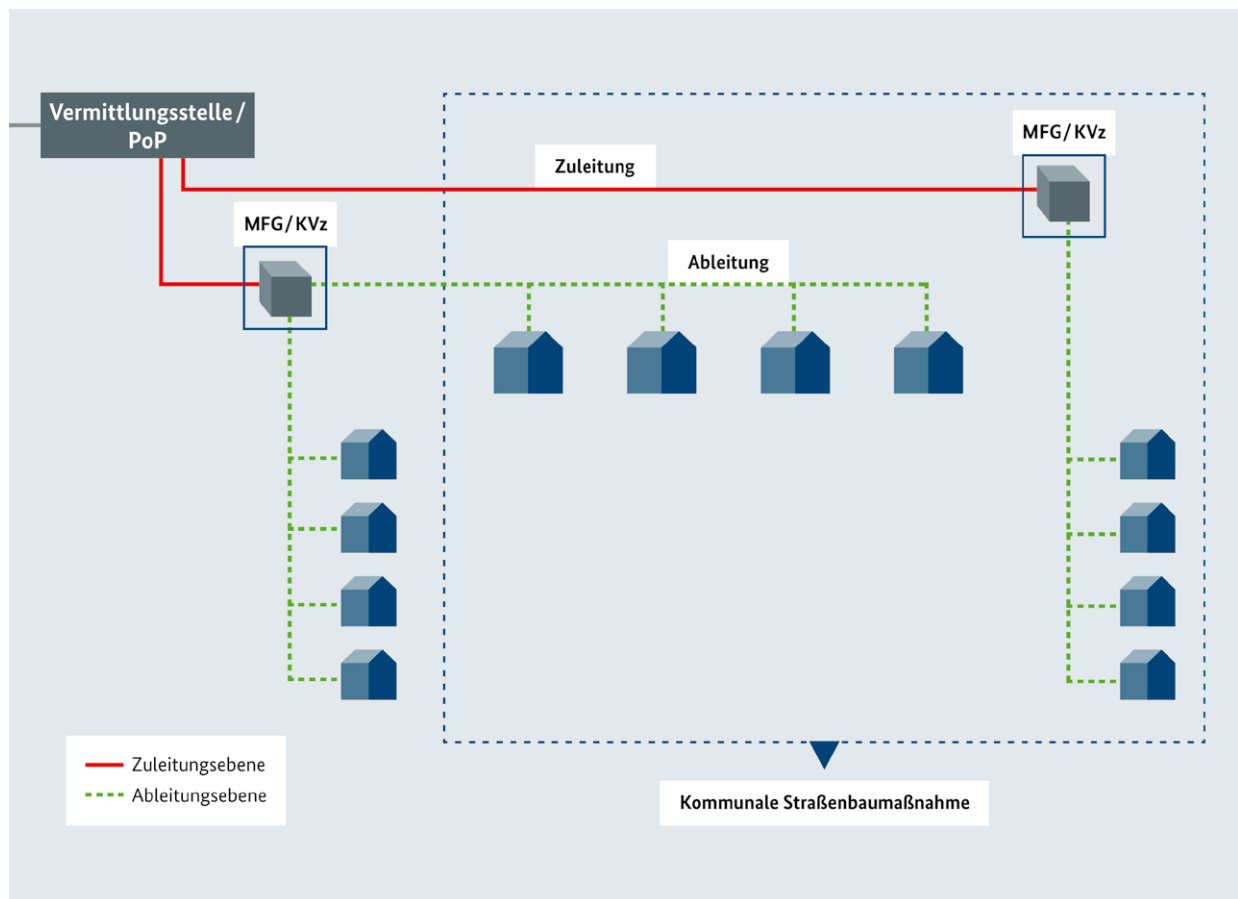 Vermittlungsstelle /
PoP
MFG / KVz
Zuleitung
MFG / KVz
Ableitung
Zuleitungsebene
Ableitungsebene
Kommunale Straßenbaumaßnahme